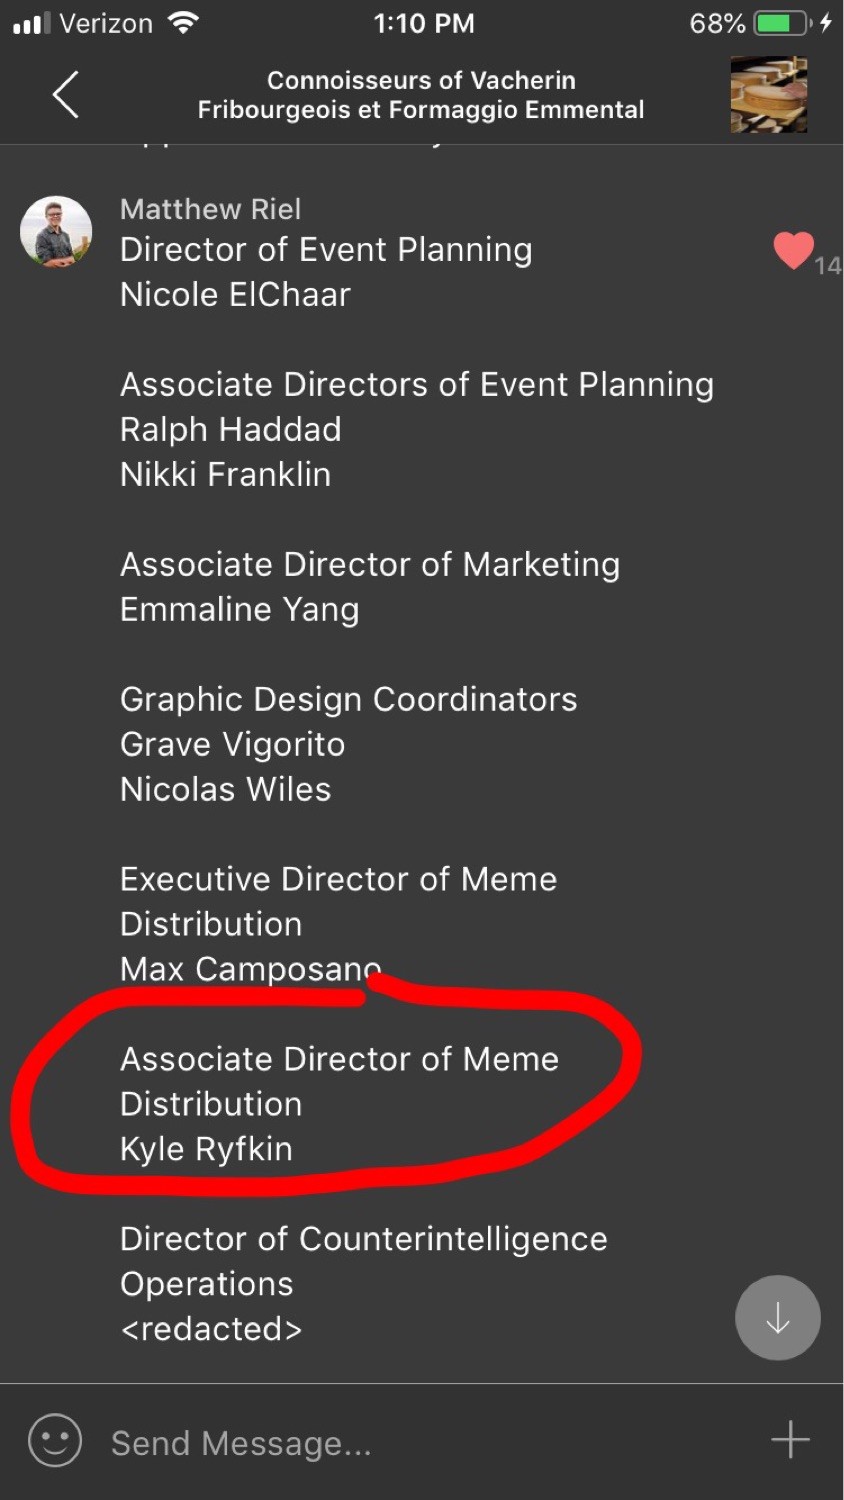 Verizon 1:10 PM 68%
Connoisseurs of Vacherin
Fribourgeois et Formaggio Emmental
Matthew Riel
Director of Event Planning
14
Nicole ElChaar
Associate Directors of Event Planning
Ralph Haddad
Nikki Franklin
Associate Director of Marketing
Emmaline Yang
Graphic Design Coordinators
Grave Vigorito
Nicolas Wiles
Executive Director of Meme
Distribution
Max Camposano
Associate Director of Meme
Distribution
Kyle Ryfkin
Director of Counterintelligence
Operations
<redacted>
Send Message...